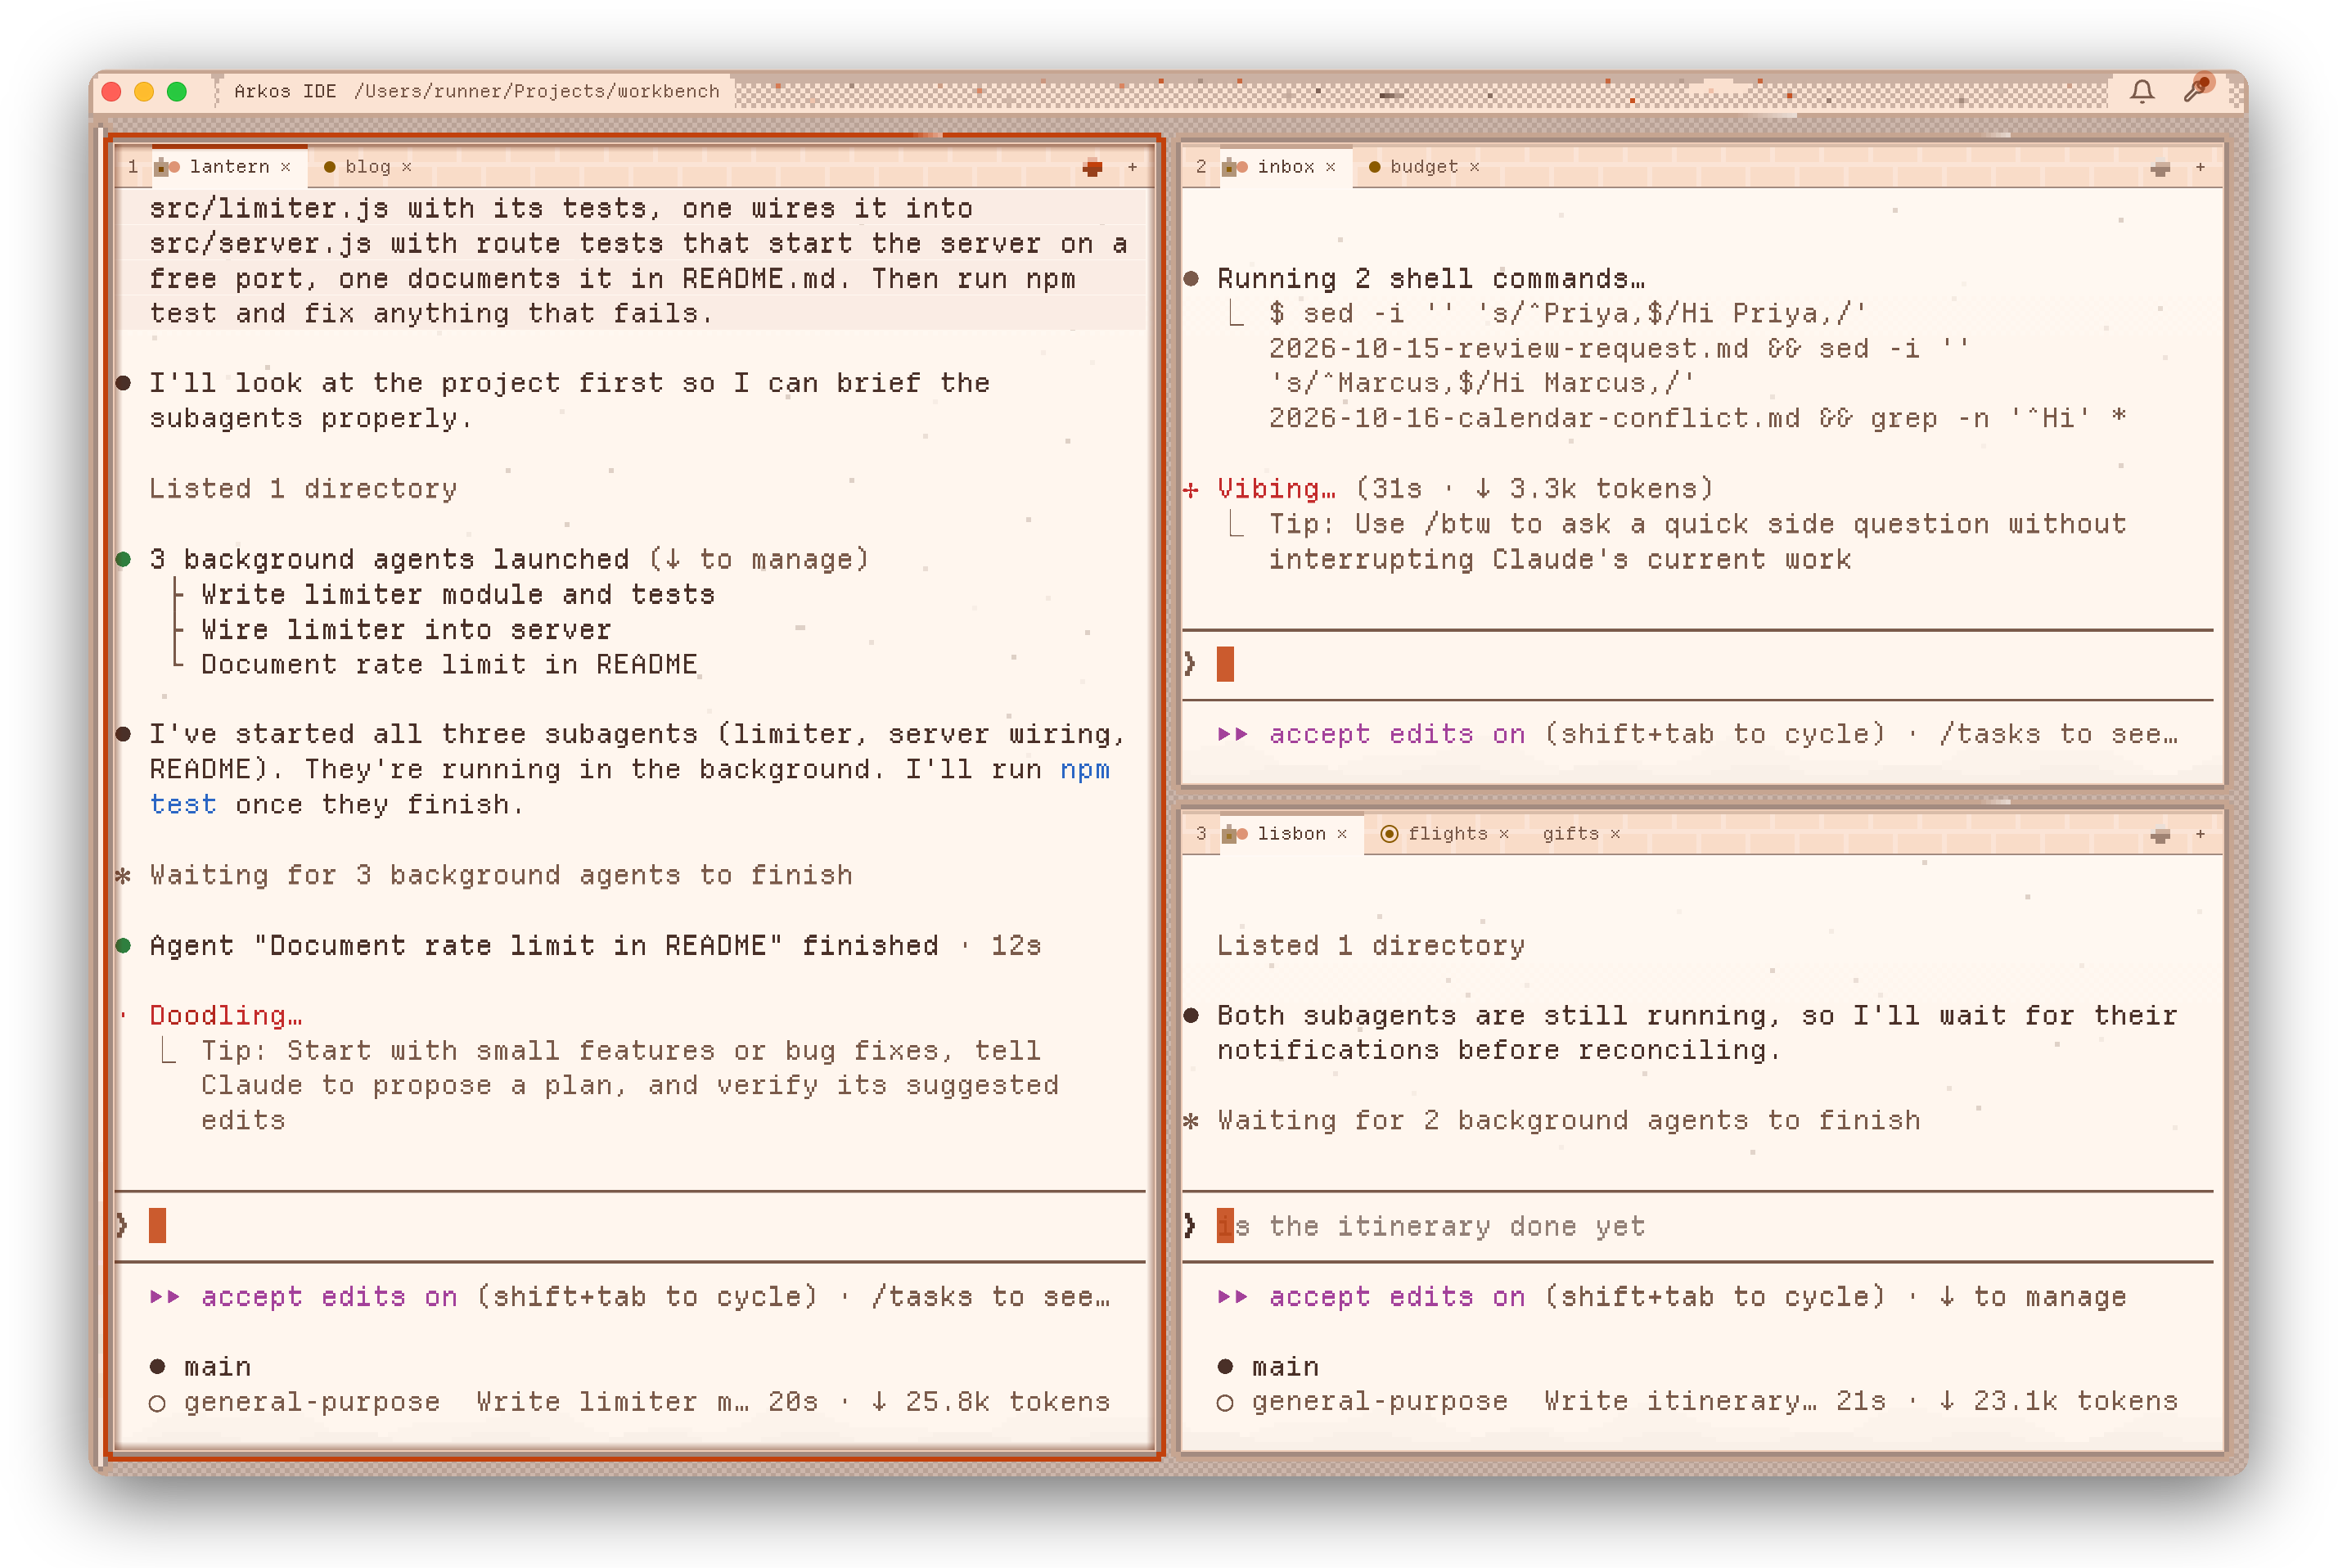 Arkos IDE /Users/runner/Projects/workbench
1 lantern × blog × +
src/limiter.js with its tests, one wires it into
src/server.js with route tests that start the server on a
free port, one documents it in README.md. Then run npm
test and fix anything that fails.
● I'll look at the project first so I can brief the
subagents properly.
Listed 1 directory
● 3 background agents launched (↓ to manage)
├ Write limiter module and tests
├ Wire limiter into server
└ Document rate limit in README
● I've started all three subagents (limiter, server wiring,
README). They're running in the background. I'll run npm
test once they finish.
✻ Waiting for 3 background agents to finish
● Agent "Document rate limit in README" finished · 12s
· Doodling…
⎿ Tip: Start with small features or bug fixes, tell
Claude to propose a plan, and verify its suggested
edits
❯
▸▸ accept edits on (shift+tab to cycle) · /tasks to see…
● main
○ general-purpose Write limiter m… 20s · ↓ 25.8k tokens
2 inbox × budget × +
● Running 2 shell commands…
⎿ $ sed -i '' 's/^Priya,$/Hi Priya,/'
2026-10-15-review-request.md && sed -i ''
's/^Marcus,$/Hi Marcus,/'
2026-10-16-calendar-conflict.md && grep -n '^Hi' *
✢ Vibing… (31s · ↓ 3.3k tokens)
⎿ Tip: Use /btw to ask a quick side question without
interrupting Claude's current work
❯
▸▸ accept edits on (shift+tab to cycle) · /tasks to see…
3 lisbon × flights × gifts × +
Listed 1 directory
● Both subagents are still running, so I'll wait for their
notifications before reconciling.
✻ Waiting for 2 background agents to finish
❯ is the itinerary done yet
▸▸ accept edits on (shift+tab to cycle) · ↓ to manage
● main
○ general-purpose Write itinerary… 21s · ↓ 23.1k tokens